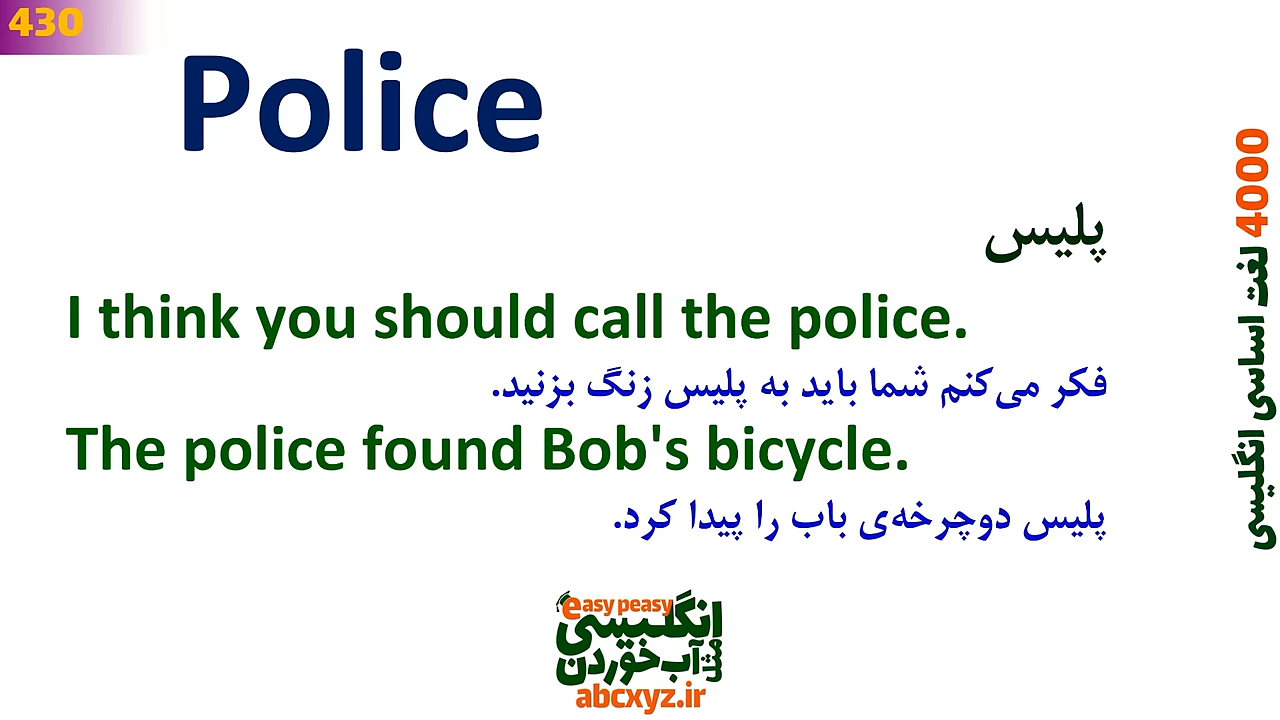 430
Police
پلیس
I think you should call the police.
فکر می‌کنم شما باید به پلیس زنگ بزنید.
The police found Bob's bicycle.
پلیس دوچرخه‌ی باب را پیدا کرد.
4000 لغت اساسی انگلیسی
easy peasy
انگلیسی
مثل آب خوردن
abcxyz.ir